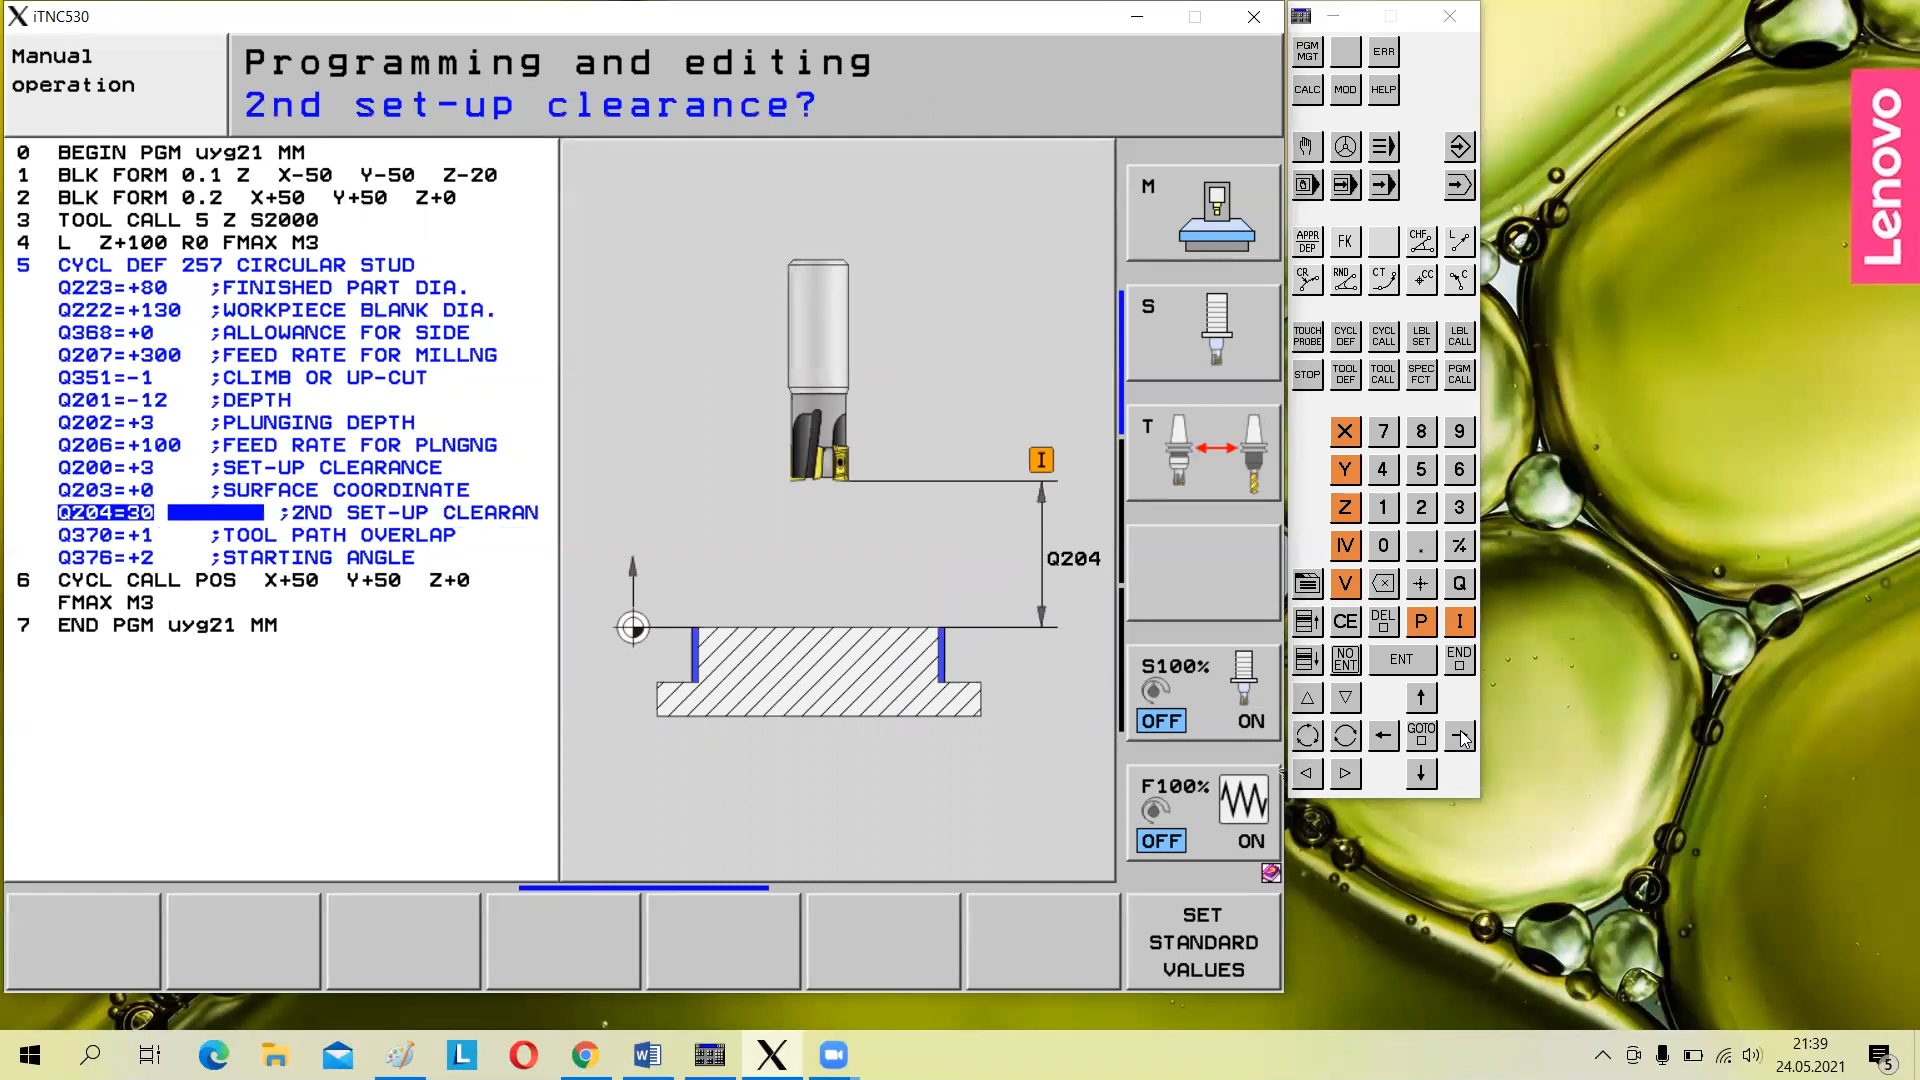 iTNC530
Manual
operation
Programming and editing
2nd set-up clearance?
0 BEGIN PGM uyg21 MM
1 BLK FORM 0.1 Z X-50 Y-50 Z-20
2 BLK FORM 0.2 X+50 Y+50 Z+0
3 TOOL CALL 5 Z S2000
4 L Z+100 R0 FMAX M3
5 CYCL DEF 257 CIRCULAR STUD
Q223=+80 ;FINISHED PART DIA.
Q222=+130 ;WORKPIECE BLANK DIA.
Q368=+0 ;ALLOWANCE FOR SIDE
Q207=+300 ;FEED RATE FOR MILLNG
Q351=-1 ;CLIMB OR UP-CUT
Q201=-12 ;DEPTH
Q202=+3 ;PLUNGING DEPTH
Q206=+100 ;FEED RATE FOR PLNGNG
Q200=+3 ;SET-UP CLEARANCE
Q203=+0 ;SURFACE COORDINATE
Q204=30 ;2ND SET-UP CLEARAN
Q370=+1 ;TOOL PATH OVERLAP
Q376=+2 ;STARTING ANGLE
6 CYCL CALL POS X+50 Y+50 Z+0
FMAX M3
7 END PGM uyg21 MM
I
Q204
M
S
T
S100%
OFF ON
F100%
OFF ON
SET
STANDARD
VALUES
PGM MGT
ERR
CALC
MOD
HELP
APPR DEP
FK
CHF
L
CR
RND
CT
CC
C
TOUCH PROBE
CYCL DEF
CYCL CALL
LBL SET
LBL CALL
STOP
TOOL DEF
TOOL CALL
SPEC FCT
PGM CALL
X 7 8 9
Y 4 5 6
Z 1 2 3
IV 0 .
V
Q
CE
DEL
P
I
NO ENT
ENT
END
GOTO
Lenovo
L
21:39
24.05.2021
5